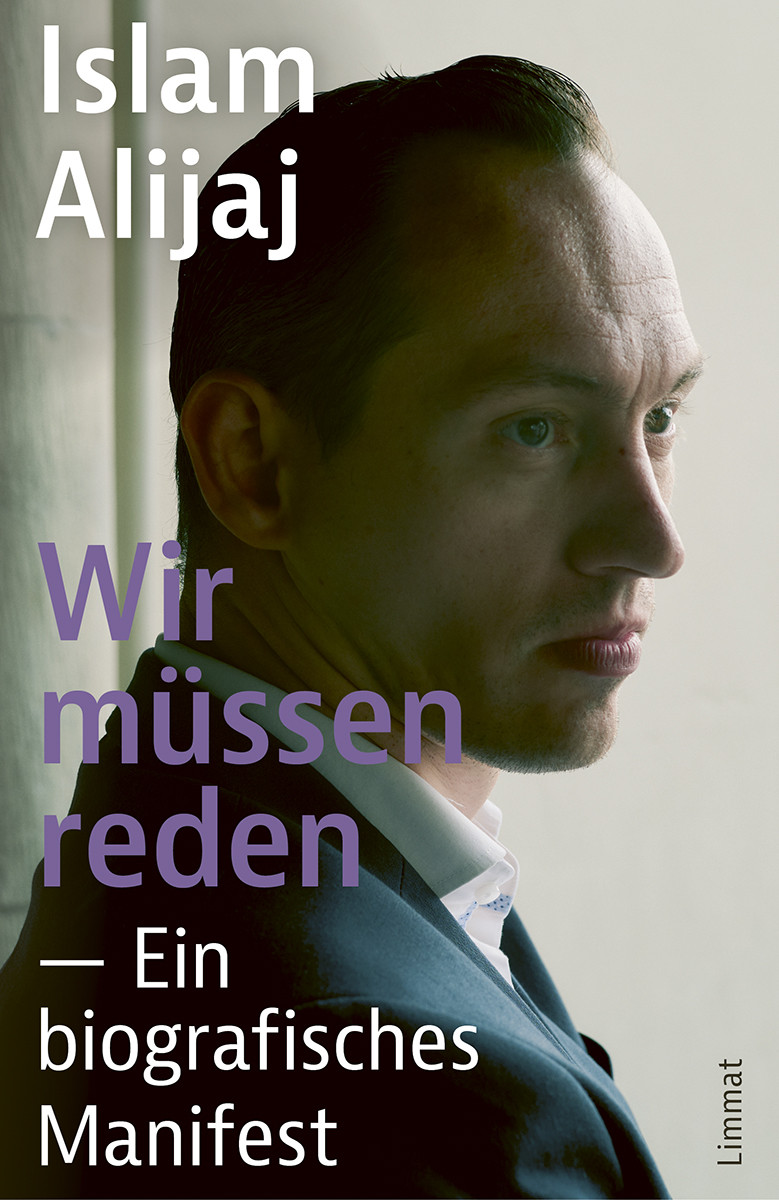 Islam
Alijaj
Wir
müssen
reden
— Ein
biografisches
Manifest
Limmat